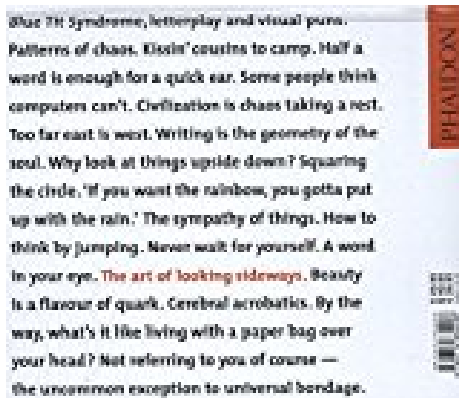 Blue Tit Syndrome, letterplay and visual puns.
Patterns of chaos. Kissin' cousins to camp. Half a
word is enough for a quick ear. Some people think
computers can't. Civilization is chaos taking a rest.
Too far east is west. Writing is the geometry of the
soul. Why look at things upside down? Squaring
the circle. 'If you want the rainbow, you gotta put
up with the rain.' The sympathy of things. How to
think by jumping. Never wait for yourself. A word
in your eye. The art of looking sideways. Beauty
is a flavour of quark. Cerebral acrobatics. By the
way, what's it like living with a paper bag over
your head? Not referring to you of course —
the uncommon exception to universal bondage.
PHAIDON